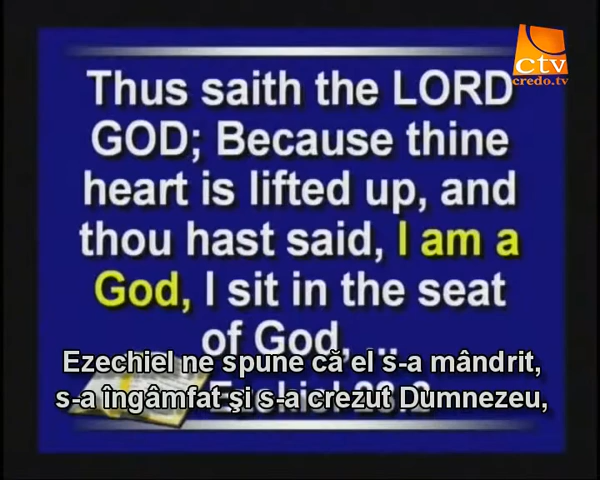 ctv
credo.tv
Thus saith the LORD
GOD; Because thine
heart is lifted up, and
thou hast said, I am a
God, I sit in the seat
of God, ...
Ezechiel ne spune că el s-a mândrit,
s-a îngâmfat şi s-a crezut Dumnezeu,